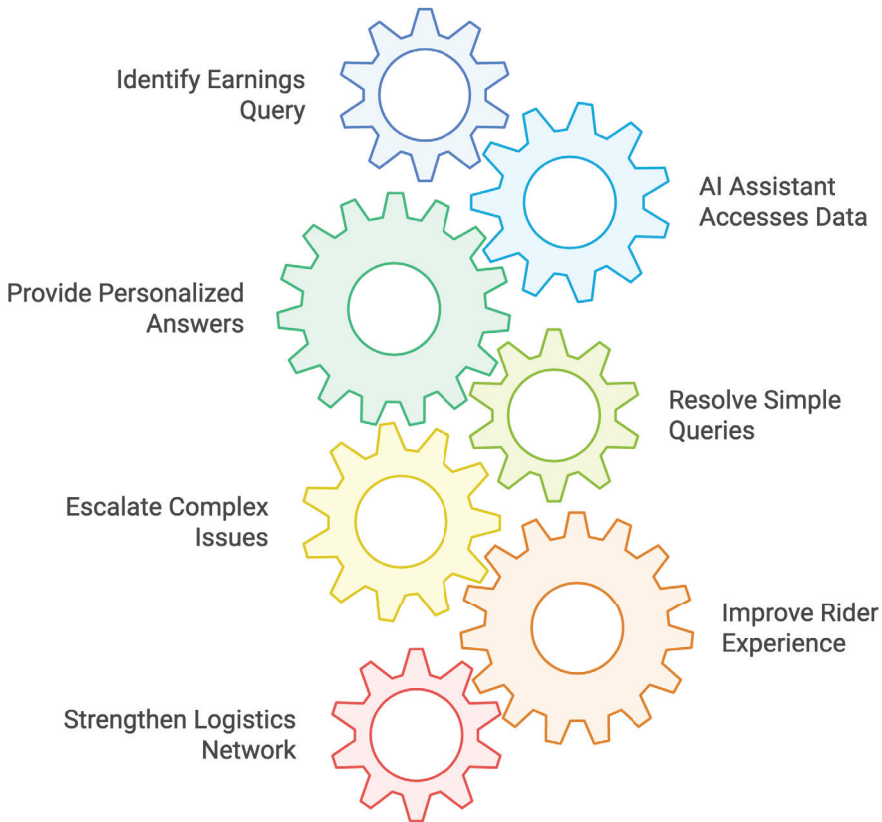 Identify Earnings
Query
AI Assistant
Accesses Data
Provide Personalized
Answers
Resolve Simple
Queries
Escalate Complex
Issues
Improve Rider
Experience
Strengthen Logistics
Network